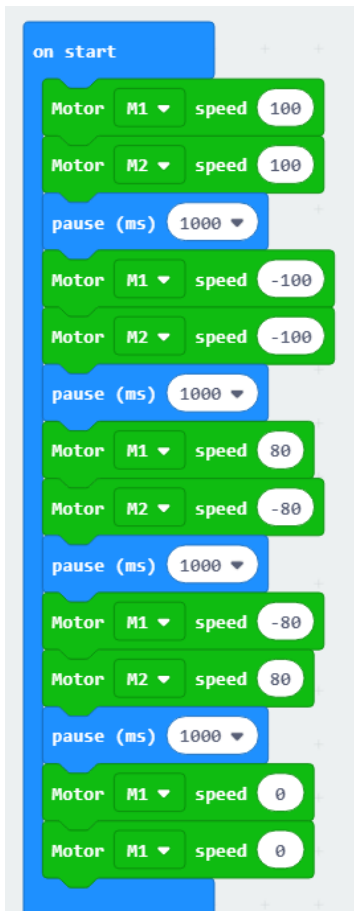 on start
Motor M1 speed 100
Motor M2 speed 100
pause (ms) 1000
Motor M1 speed -100
Motor M2 speed -100
pause (ms) 1000
Motor M1 speed 80
Motor M2 speed -80
pause (ms) 1000
Motor M1 speed -80
Motor M2 speed 80
pause (ms) 1000
Motor M1 speed 0
Motor M1 speed 0